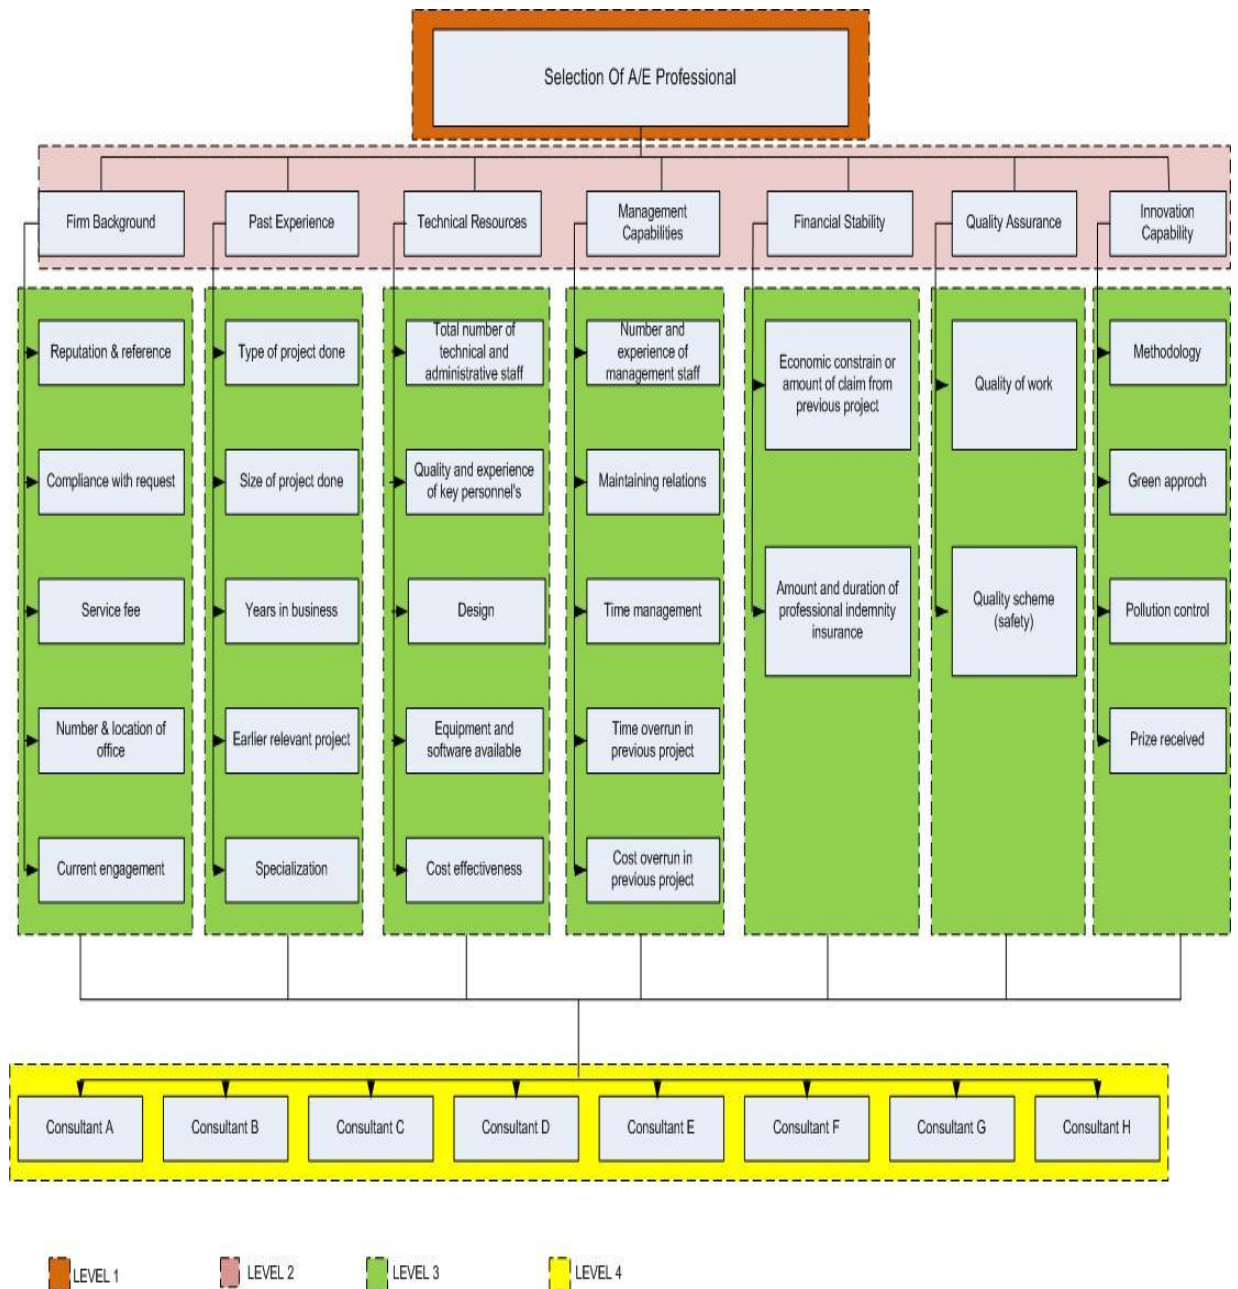 Selection Of A/E Professional
Firm Background
Past Experience
Technical Resources
Management
Capabilities
Financial Stability
Quality Assurance
Innovation
Capability
Reputation & reference
Compliance with request
Service fee
Number & location of
office
Current engagement
Type of project done
Size of project done
Years in business
Earlier relevant project
Specialization
Total number of
technical and
administrative staff
Quality and experience
of key personnel's
Design
Equipment and
software available
Cost effectiveness
Number and
experience of
management staff
Maintaining relations
Time management
Time overrun in
previous project
Cost overrun in
previous project
Economic constrain or
amount of claim from
previous project
Amount and duration of
professional indemnity
insurance
Quality of work
Quality scheme
(safety)
Methodology
Green approch
Pollution control
Prize received
Consultant A
Consultant B
Consultant C
Consultant D
Consultant E
Consultant F
Consultant G
Consultant H
LEVEL 1
LEVEL 2
LEVEL 3
LEVEL 4